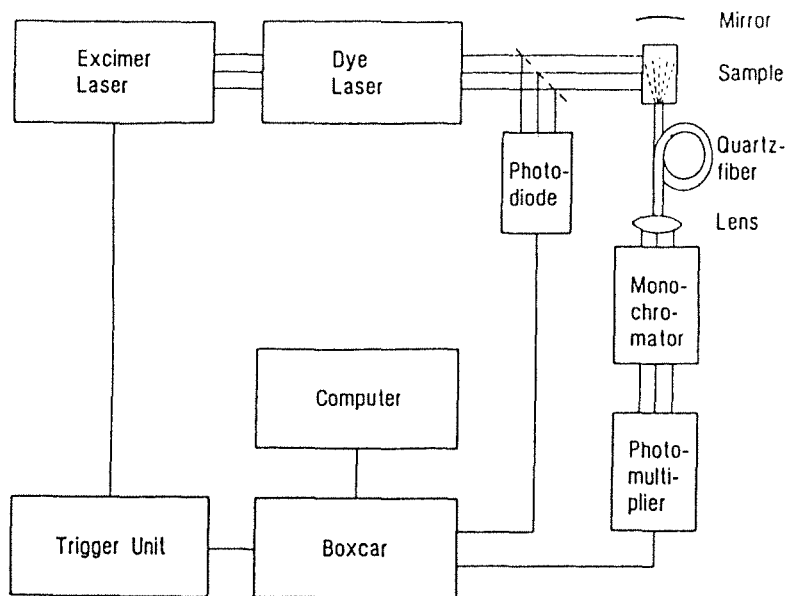 Excimer
Laser
Dye
Laser
Mirror
Sample
Quartz-
fiber
Photo-
diode
Lens
Mono-
chro-
mator
Computer
Photo-
multi-
plier
Trigger Unit
Boxcar